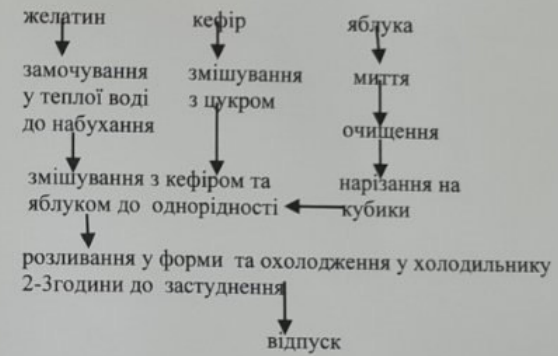 желатин
кефір
яблука
замочування
у теплої воді
до набухання
змішування
з цукром
миття
очищення
нарізання на
кубики
змішування з кефіром та
яблуком до однорідності
розливання у форми та охолодження у холодильнику
2-3години до застуднення
відпуск